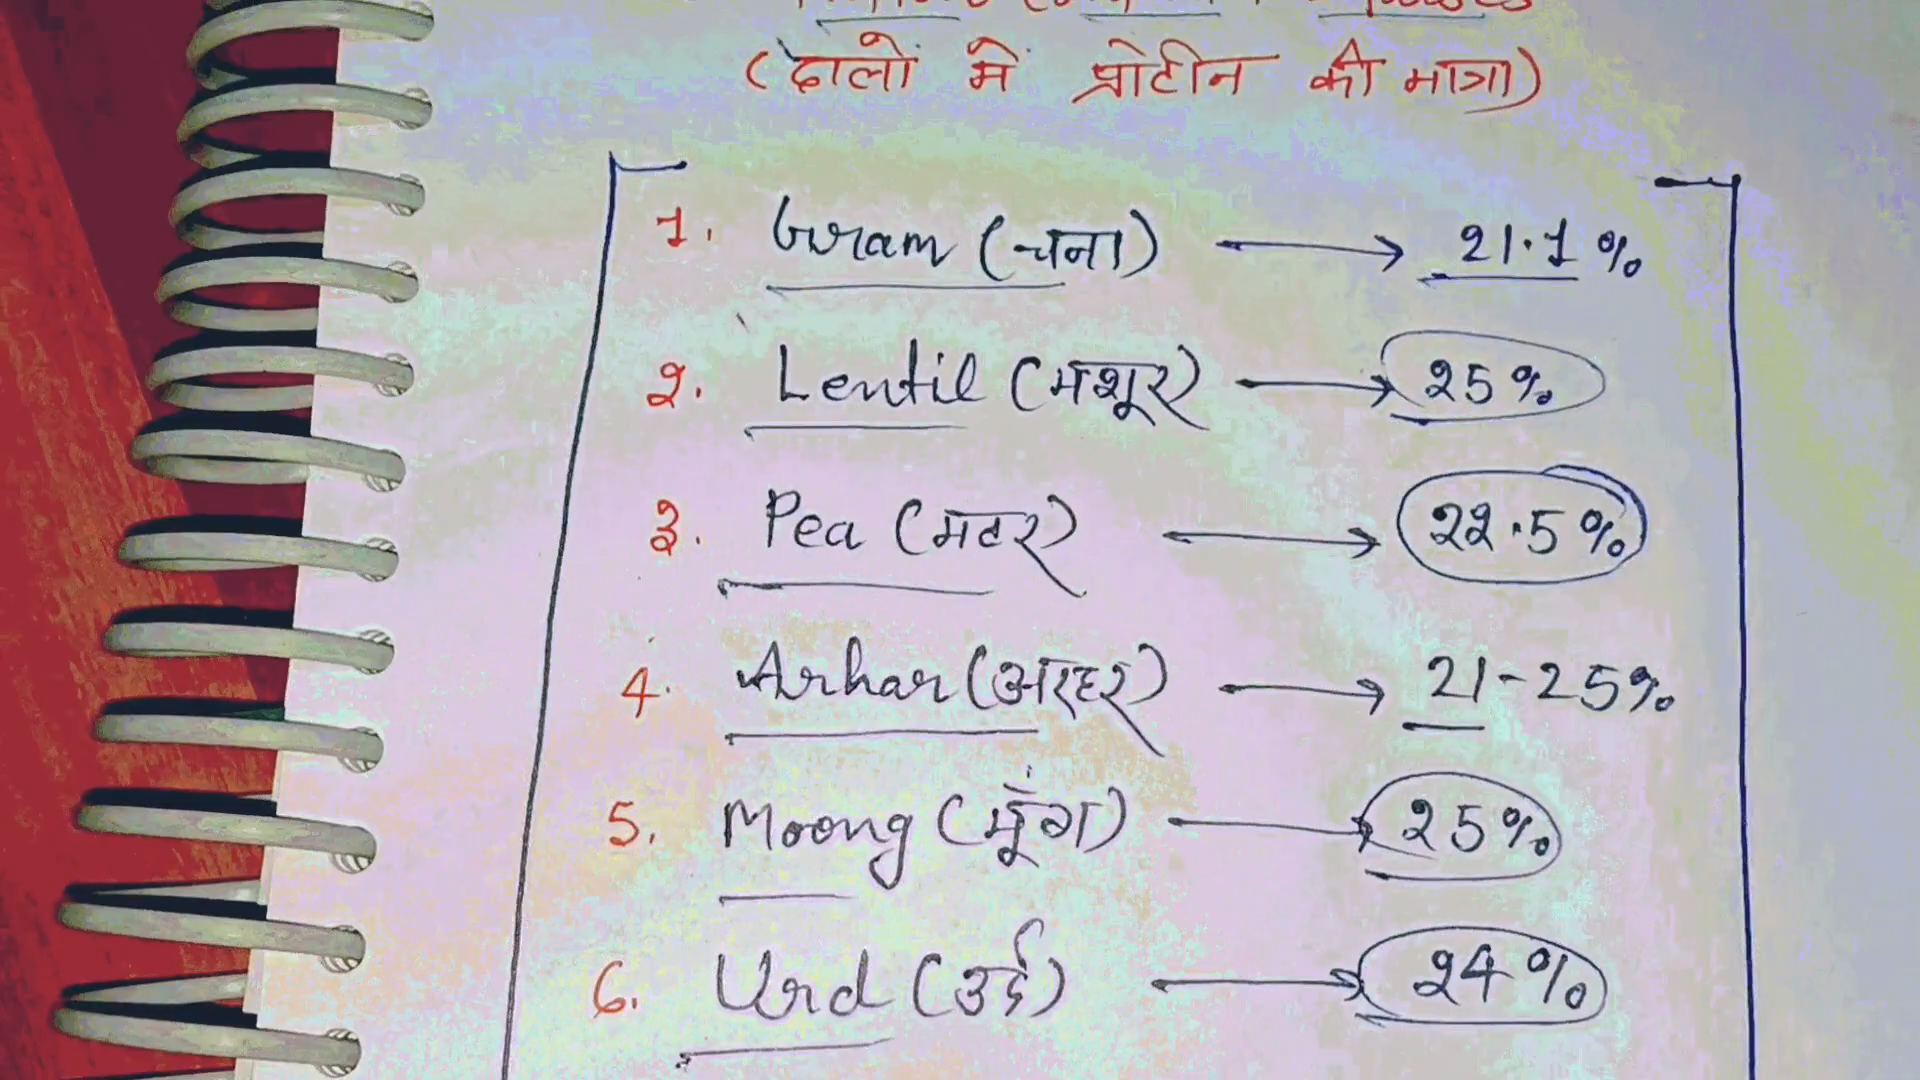 (दालों में प्रोटीन की मात्रा)
1. Gram (चना) → 21.1%
2. Lentil (मशूर) → 25%
3. Pea (मटर) → 22.5%
4. Arhar (अरहर) → 21-25%
5. Moong (मूंग) → 25%
6. Urd (उर्द) → 24%